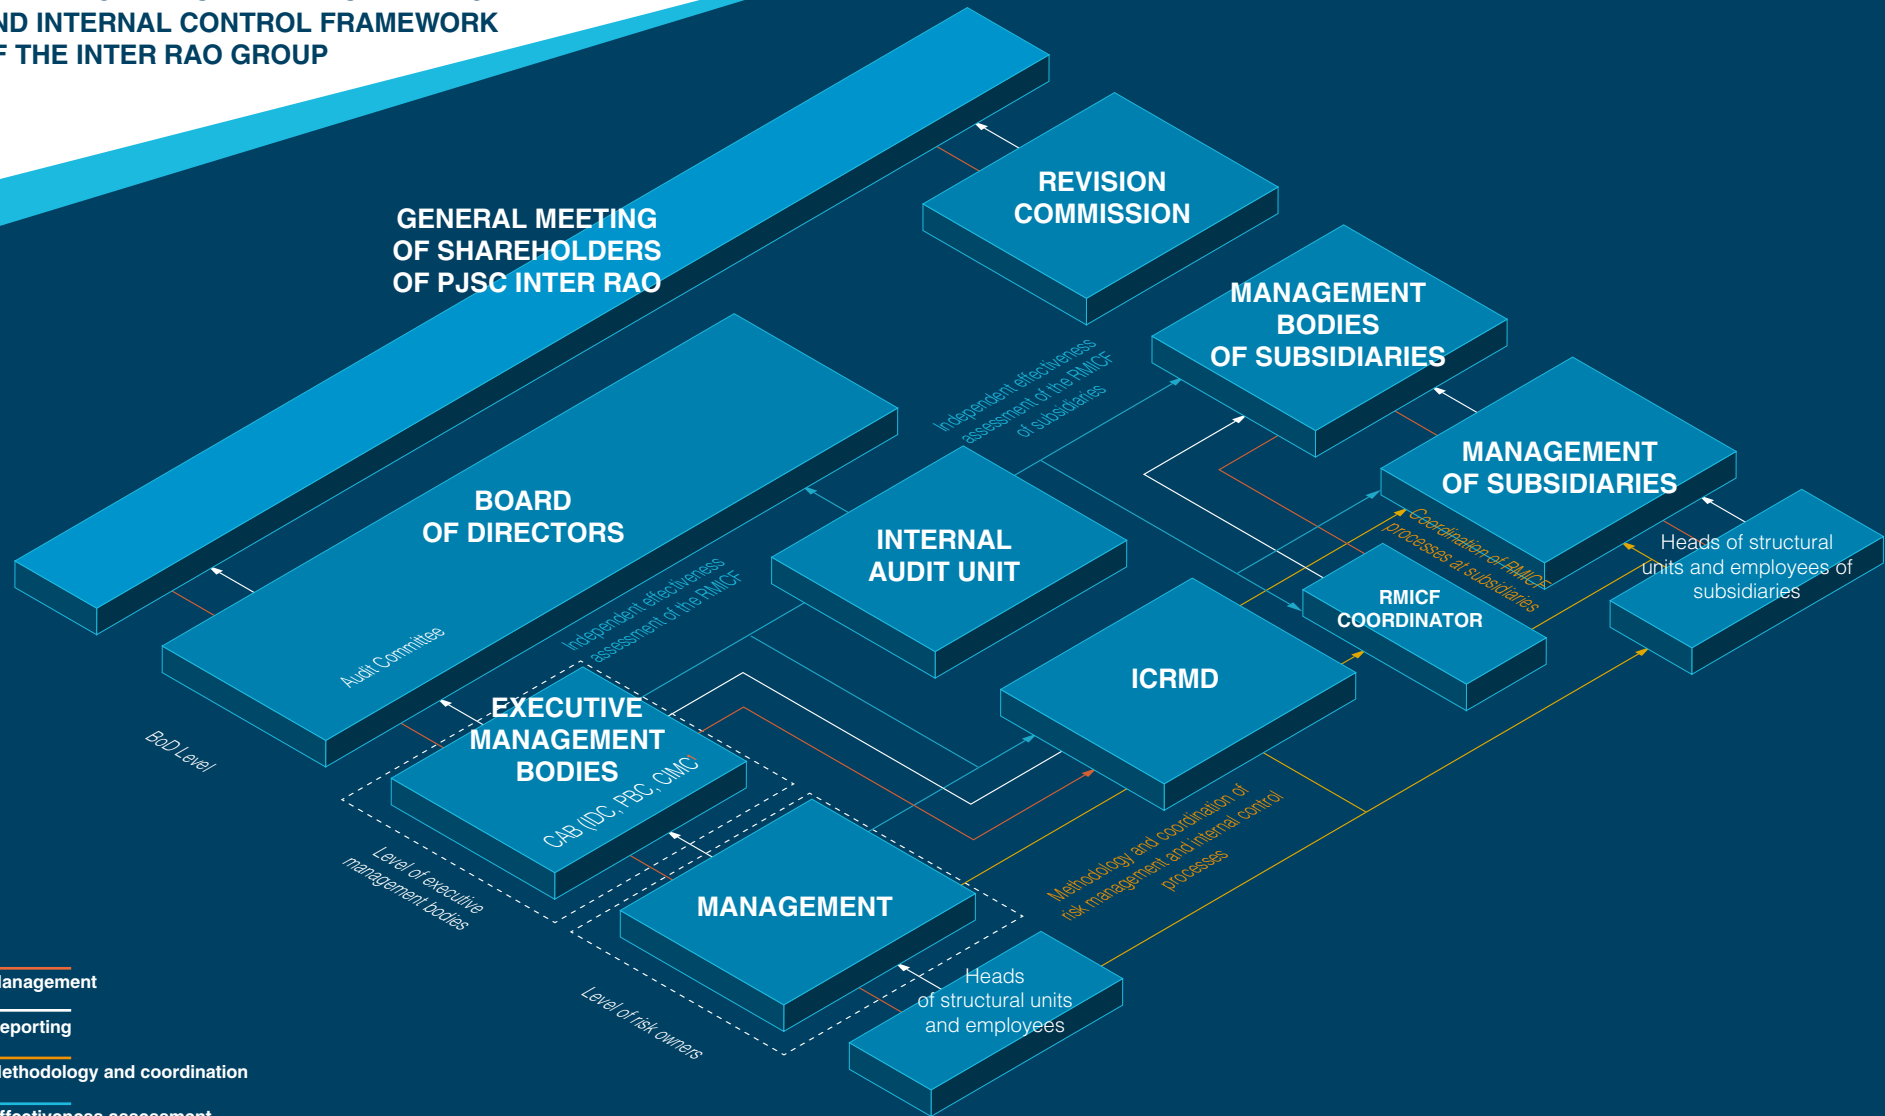 ND INTERNAL CONTROL FRAMEWORK
F THE INTER RAO GROUP
GENERAL MEETING
OF SHAREHOLDERS
OF PJSC INTER RAO
REVISION
COMMISSION
MANAGEMENT
BODIES
OF SUBSIDIARIES
Independent effectiveness
assessment of the RMICF
of subsidiaries
MANAGEMENT
OF SUBSIDIARIES
BOARD
OF DIRECTORS
Audit Committee
INTERNAL
AUDIT UNIT
Coordination of RMICF
processes at subsidiaries
Heads of structural
units and employees of
subsidiaries
RMICF
COORDINATOR
Independent effectiveness
assessment of the RMICF
ICRMD
BoD Level
EXECUTIVE
MANAGEMENT
BODIES
CAB (IDC, PBC, CIMC)¹
Level of executive
management bodies
Methodology and coordination of
risk management and internal control
processes
MANAGEMENT
Level of risk owners
Heads
of structural units
and employees
anagement
eporting
ethodology and coordination
ffectiveness assessment